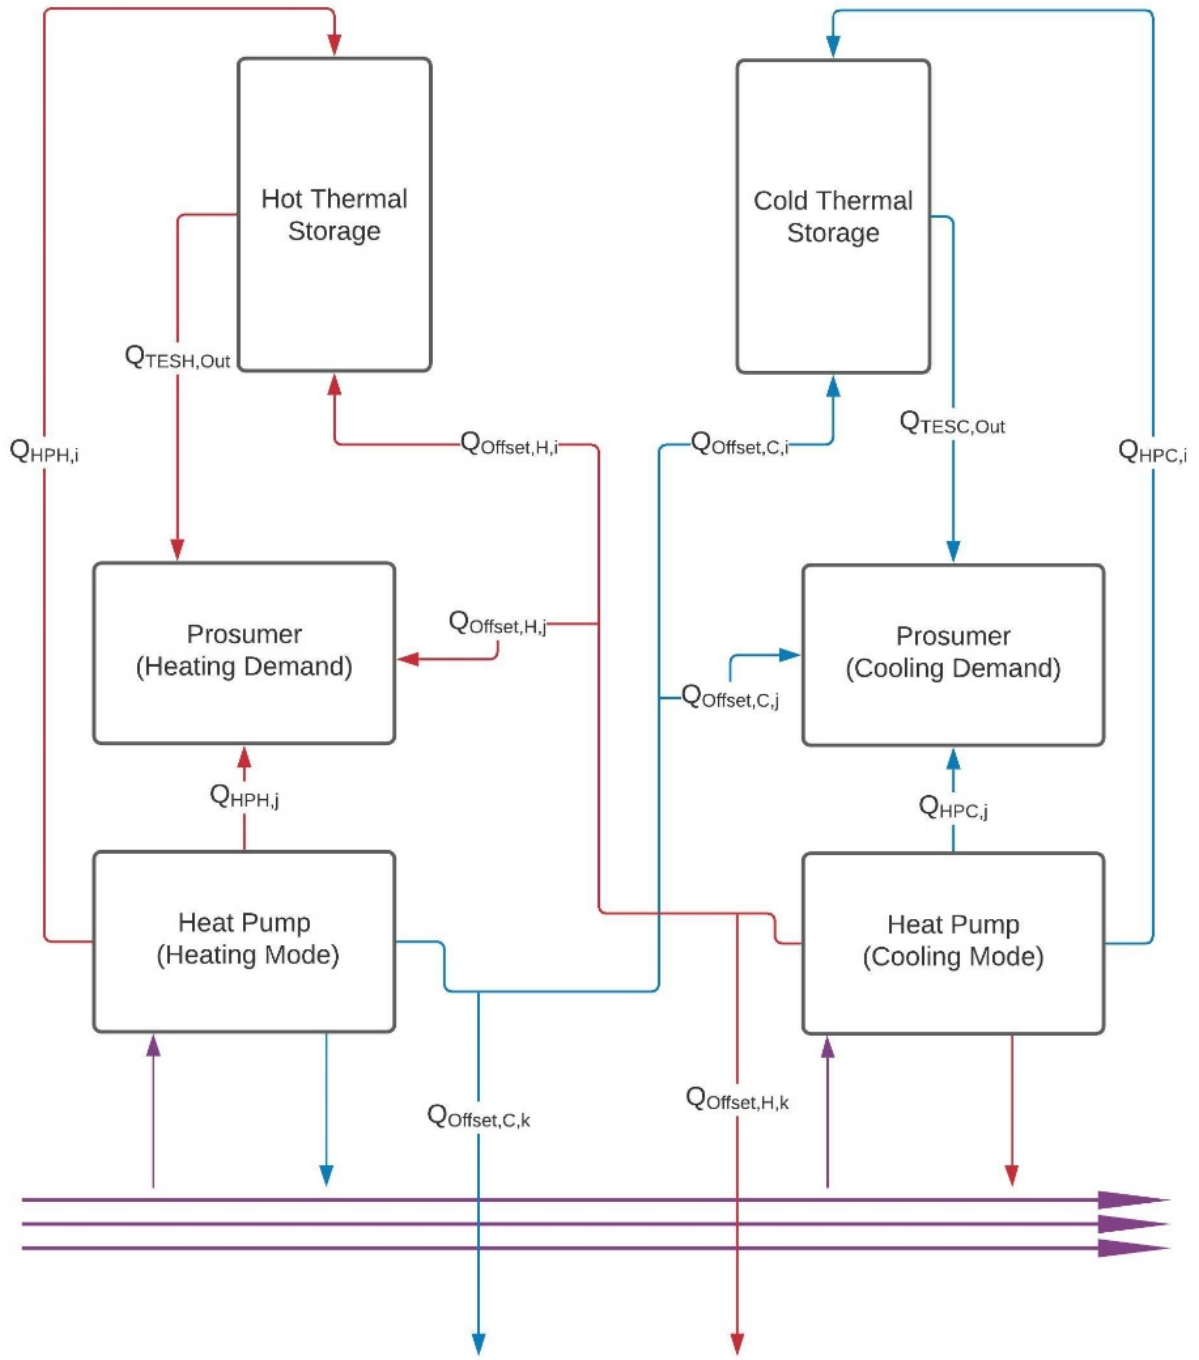 Hot Thermal
Storage
Cold Thermal
Storage
QTESH,Out
QTESC,Out
QHPH,i
QOffset,H,i
QOffset,C,i
QHPC,i
QOffset,H,j
Prosumer
(Heating Demand)
Prosumer
(Cooling Demand)
QOffset,C,j
QHPH,j
QHPC,j
Heat Pump
(Heating Mode)
Heat Pump
(Cooling Mode)
QOffset,C,k
QOffset,H,k